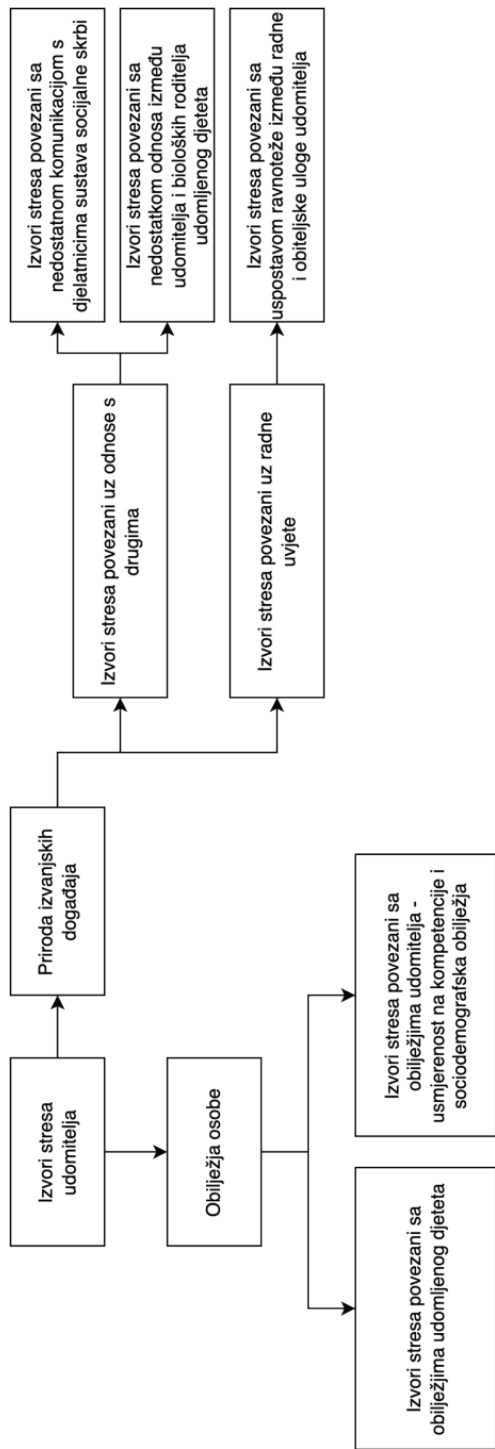 Izvori stresa
udomitelja
Priroda izvanjskih
događaja
Izvori stresa povezani uz odnose s
drugima
Izvori stresa povezani sa
nedostatnom komunikacijom s
djelatnicima sustava socijalne skrbi
Izvori stresa povezani sa
nedostatkom odnosa između
udomitelja i bioloških roditelja
udomljenog djeteta
Izvori stresa povezani uz radne
uvjete
Izvori stresa povezani sa
uspostavom ravnoteže između radne
i obiteljske uloge udomitelja
Obilježja osobe
Izvori stresa povezani sa
obilježjima udomljenog djeteta
Izvori stresa povezani sa
obilježjima udomitelja -
usmjerenost na kompetencije i
sociodemografska obilježja